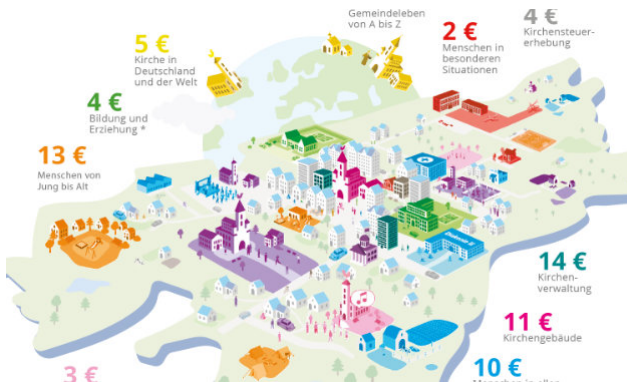 Gemeindeleben
von A bis Z
4 €
Kirchensteuer-
erhebung
2 €
Menschen in
besonderen
Situationen
5 €
Kirche in
Deutschland
und der Welt
4 €
Bildung und
Erziehung *
13 €
Menschen von
Jung bis Alt
14 €
Kirchen-
verwaltung
11 €
Kirchengebäude
10 €
3 €